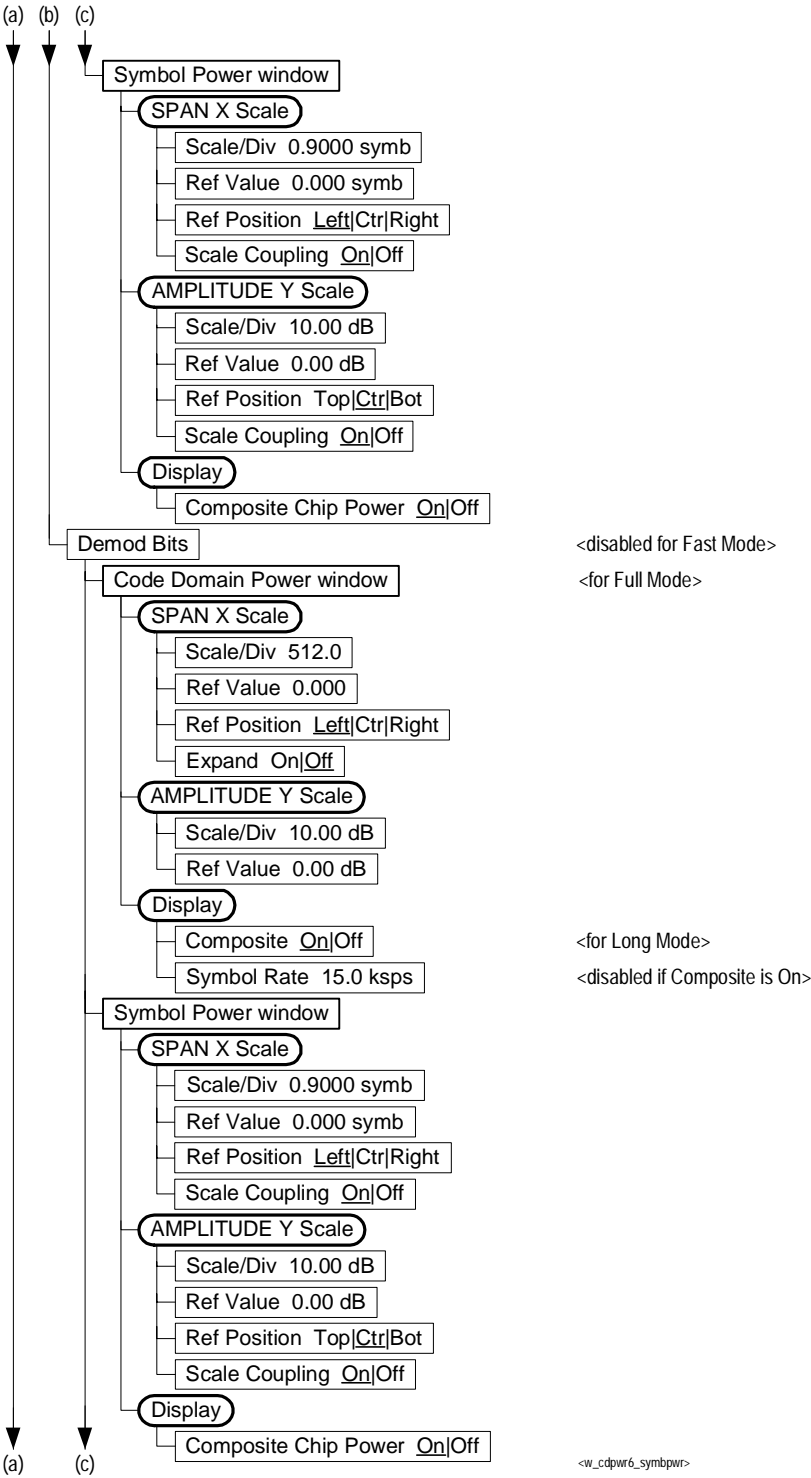 (a) (b) (c)
Symbol Power window
SPAN X Scale
Scale/Div 0.9000 symb
Ref Value 0.000 symb
Ref Position Left|Ctr|Right
Scale Coupling On|Off
AMPLITUDE Y Scale
Scale/Div 10.00 dB
Ref Value 0.00 dB
Ref Position Top|Ctr|Bot
Scale Coupling On|Off
Display
Composite Chip Power On|Off
Demod Bits <disabled for Fast Mode>
Code Domain Power window <for Full Mode>
SPAN X Scale
Scale/Div 512.0
Ref Value 0.000
Ref Position Left|Ctr|Right
Expand On|Off
AMPLITUDE Y Scale
Scale/Div 10.00 dB
Ref Value 0.00 dB
Display
Composite On|Off <for Long Mode>
Symbol Rate 15.0 ksps <disabled if Composite is On>
Symbol Power window
SPAN X Scale
Scale/Div 0.9000 symb
Ref Value 0.000 symb
Ref Position Left|Ctr|Right
Scale Coupling On|Off
AMPLITUDE Y Scale
Scale/Div 10.00 dB
Ref Value 0.00 dB
Ref Position Top|Ctr|Bot
Scale Coupling On|Off
Display
Composite Chip Power On|Off
(a) (c) <w_cdpwr6_symbpwr>